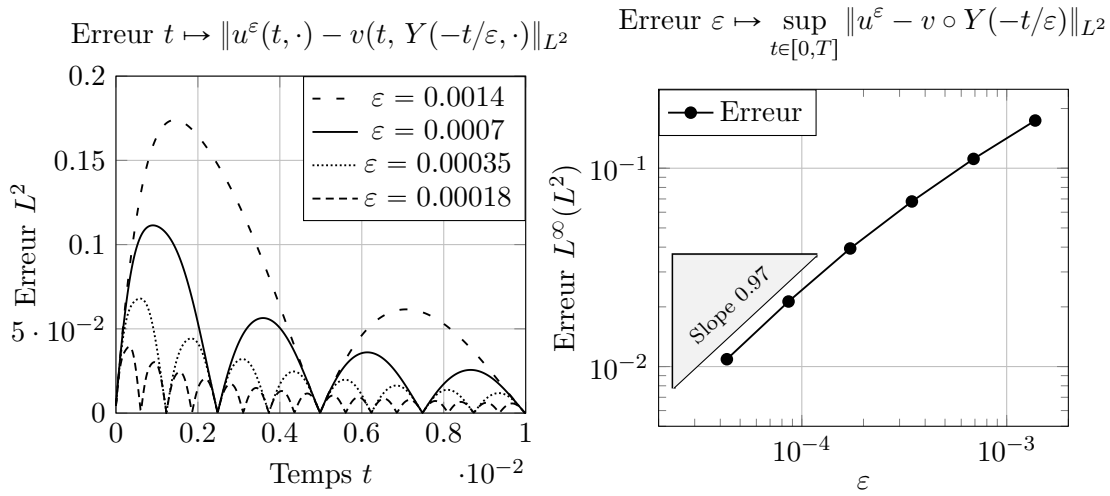 Erreur t ↦ ∥u^ε(t, ·) − v(t, Y(−t/ε, ·)∥_{L²}
0.2
0.15
0.1
5 · 10⁻²
0
Erreur L²
ε = 0.0014
ε = 0.0007
ε = 0.00035
ε = 0.00018
0 0.2 0.4 0.6 0.8 1
Temps t
·10⁻²
Erreur ε ↦ sup_{t∈[0,T]} ∥u^ε − v ∘ Y(−t/ε)∥_{L²}
Erreur
10⁻¹
10⁻²
Erreur L^∞(L²)
Slope 0.97
10⁻⁴ 10⁻³
ε